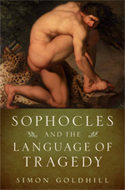 SOPHOCLES
AND THE
LANGUAGE OF
TRAGEDY
SIMON GOLDHILL